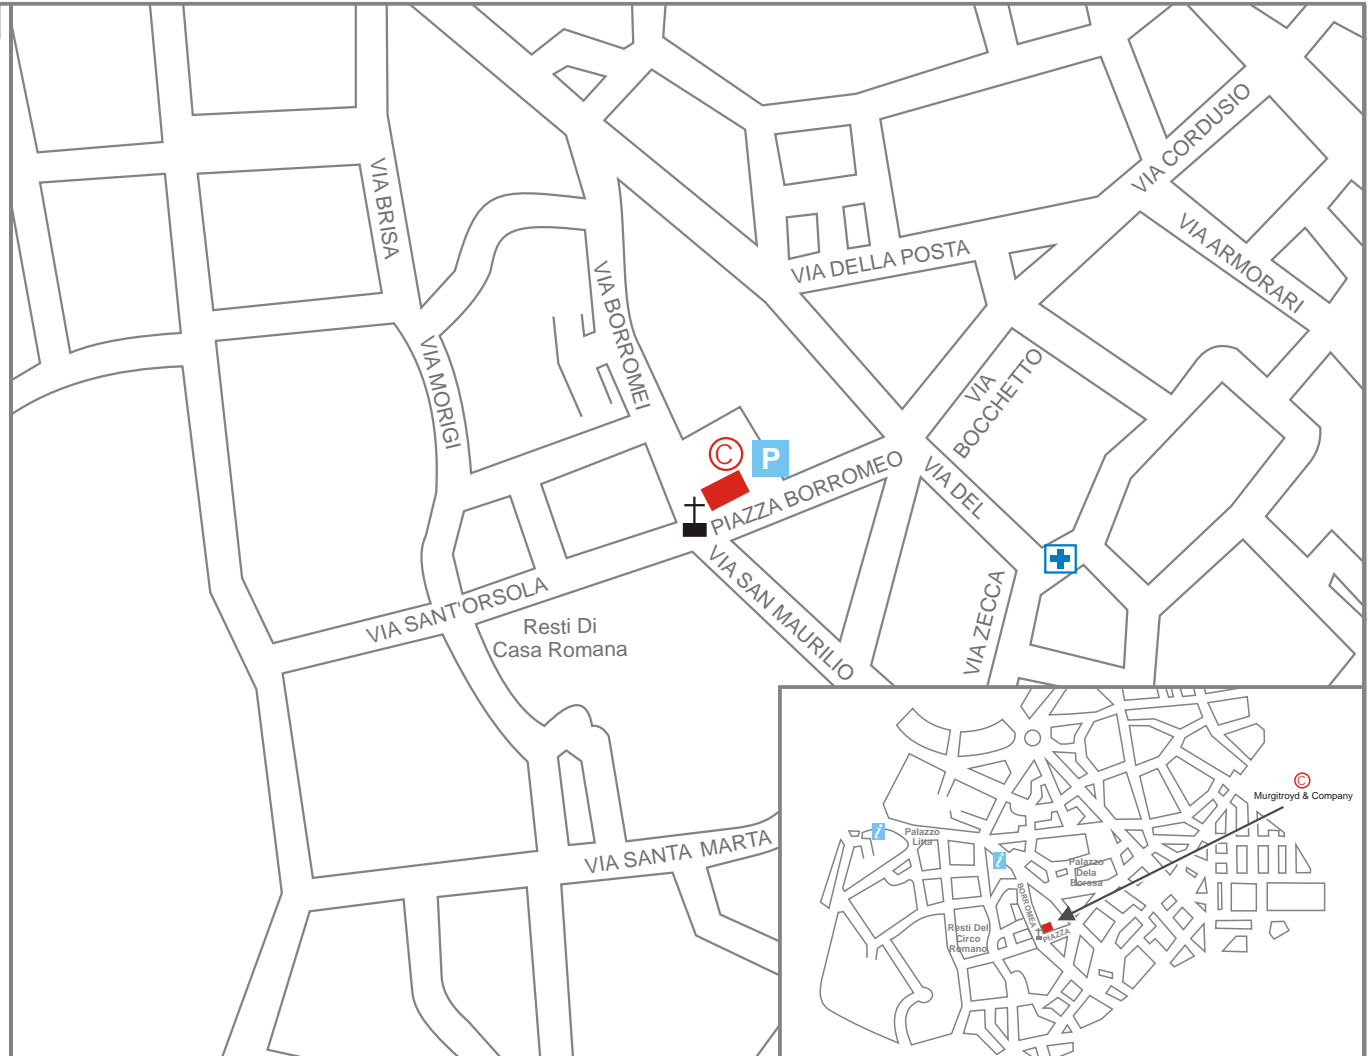 VIA CORDUSIO
VIA BRISA
VIA ARMORARI
VIA DELLA POSTA
VIA BORROMEI
VIA MORIGI
VIA
BOCCHETTO
C
P
PIAZZA BORROMEO
VIA DEL
VIA SAN MAURILIO
VIA ZECCA
VIA SANT'ORSOLA
Resti Di
Casa Romana
VIA SANTA MARTA
C
Murgitroyd & Company
i
Palazzo
Litta
i
Palazzo
Dela
Borssa
BORROMEA
PIAZZA
Resti Del
Circo
Romano